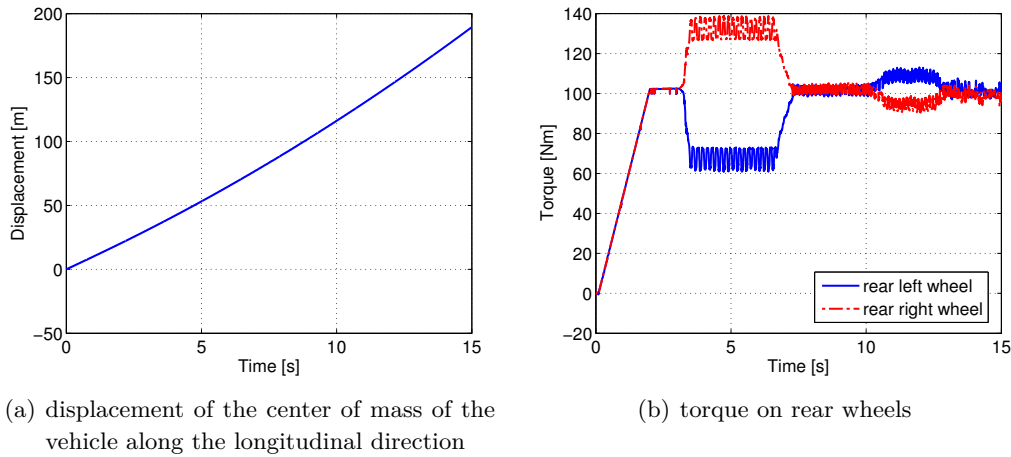 200
150
100
50
0
-50
0
5
10
15
Displacement [m]
Time [s]
140
120
100
80
60
40
20
0
-20
0
5
10
15
Torque [Nm]
Time [s]
rear left wheel
rear right wheel
(a) displacement of the center of mass of the
vehicle along the longitudinal direction
(b) torque on rear wheels